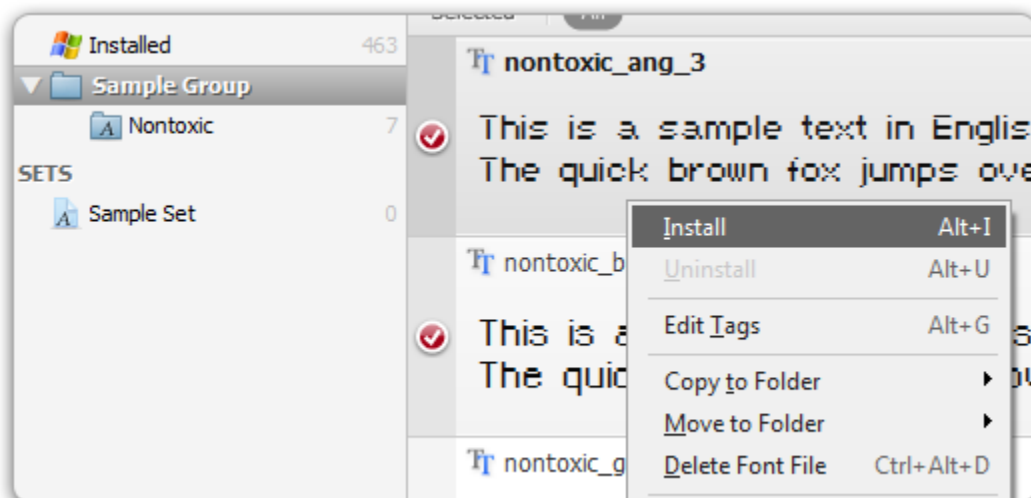 Selected All
Installed 463
Sample Group
Nontoxic 7
SETS
Sample Set 0
nontoxic_ang_3
This is a sample text in Englis
The quick brown fox jumps ove
nontoxic_b
This is a
The quic
nontoxic_g
Install Alt+I
Uninstall Alt+U
Edit Tags Alt+G
Copy to Folder
Move to Folder
Delete Font File Ctrl+Alt+D